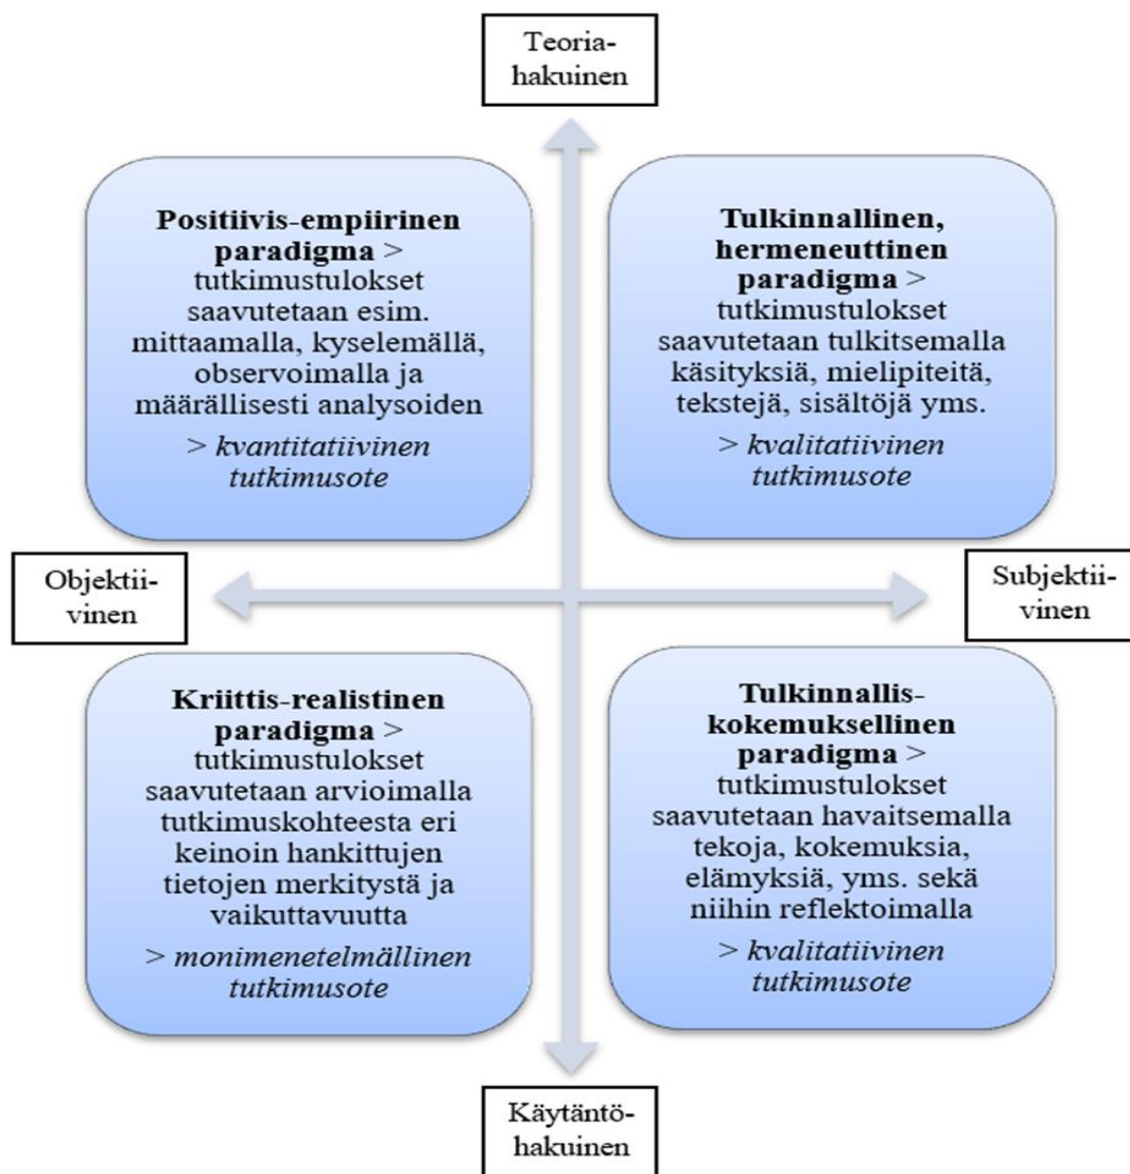 Teoria-
hakuinen
Positiivis-empiirinen
paradigma >
tutkimustulokset
saavutetaan esim.
mittaamalla, kyselemällä,
observoimalla ja
määrällisesti analysoiden
> kvantitatiivinen
tutkimusote
Tulkinnallinen,
hermeneuttinen
paradigma >
tutkimustulokset
saavutetaan tulkitsemalla
käsityksiä, mielipiteitä,
tekstejä, sisältöjä yms.
> kvalitatiivinen
tutkimusote
Objektii-
vinen
Subjektii-
vinen
Kriittis-realistinen
paradigma >
tutkimustulokset
saavutetaan arvioimalla
tutkimuskohteesta eri
keinoin hankittujen
tietojen merkitystä ja
vaikuttavuutta
> monimenetelmällinen
tutkimusote
Tulkinnallis-
kokemuksellinen
paradigma >
tutkimustulokset
saavutetaan havaitsemalla
tekoja, kokemuksia,
elämyksiä, yms. sekä
niihin reflektoimalla
> kvalitatiivinen
tutkimusote
Käytäntö-
hakuinen